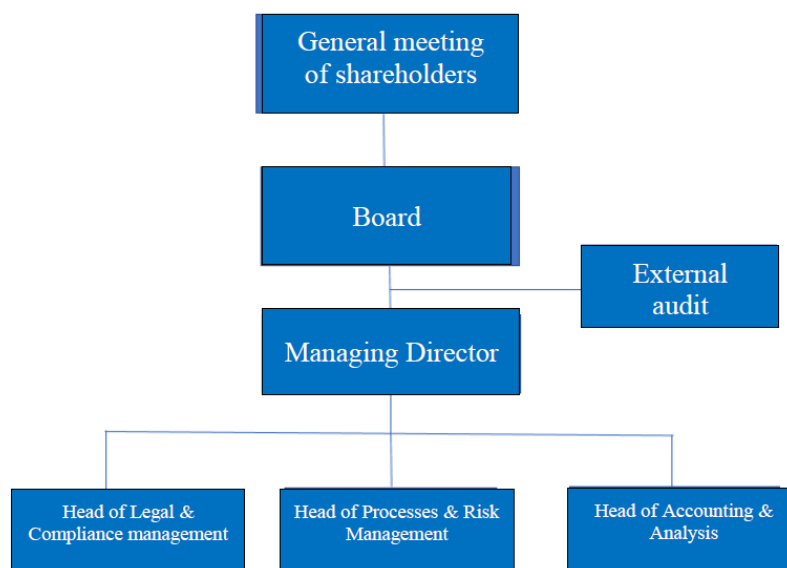 General meeting
of shareholders
Board
External
audit
Managing Director
Head of Legal &
Compliance management
Head of Processes & Risk
Management
Head of Accounting &
Analysis